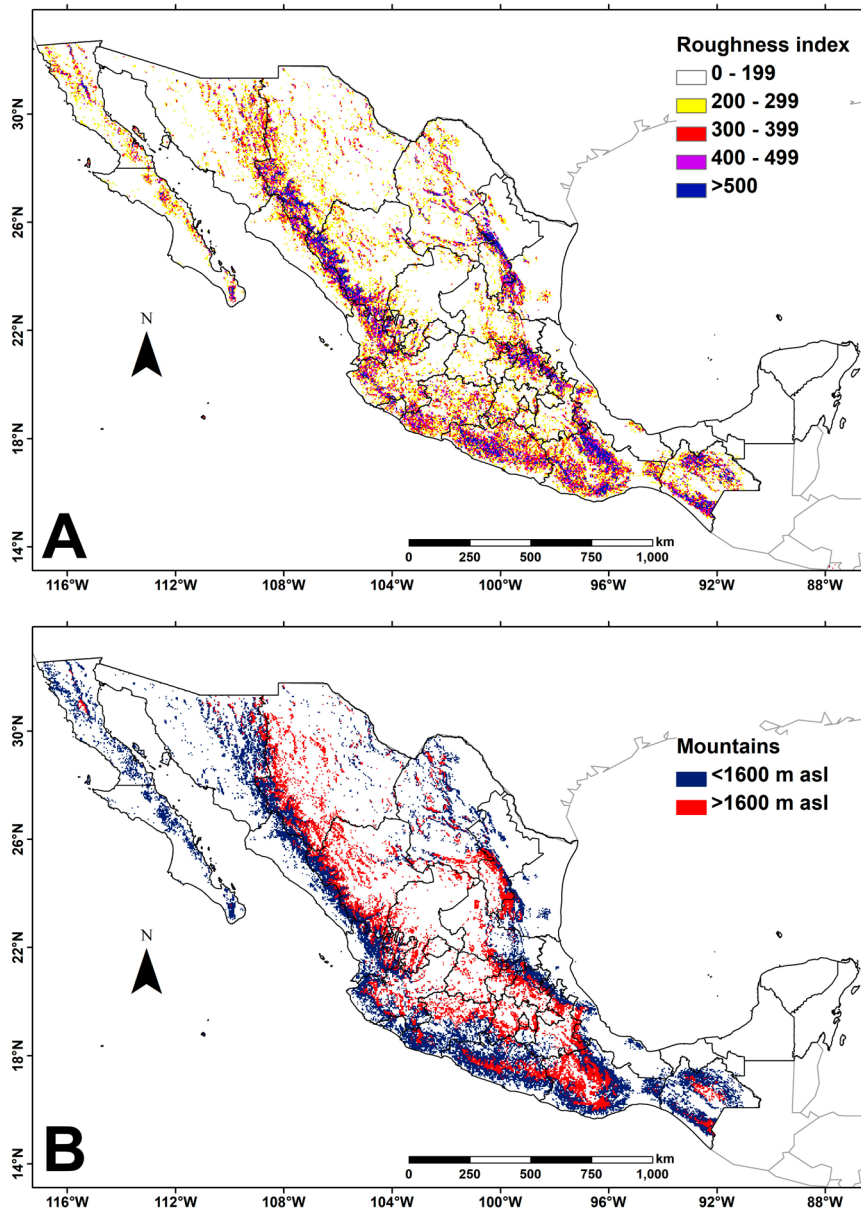 Roughness index
0 - 199
200 - 299
300 - 399
400 - 499
>500
30°N
26°N
22°N
18°N
14°N
N
A
km
0 250 500 750 1,000
116°W 112°W 108°W 104°W 100°W 96°W 92°W 88°W
Mountains
<1600 m asl
>1600 m asl
30°N
26°N
22°N
18°N
14°N
N
B
km
0 250 500 750 1,000
116°W 112°W 108°W 104°W 100°W 96°W 92°W 88°W